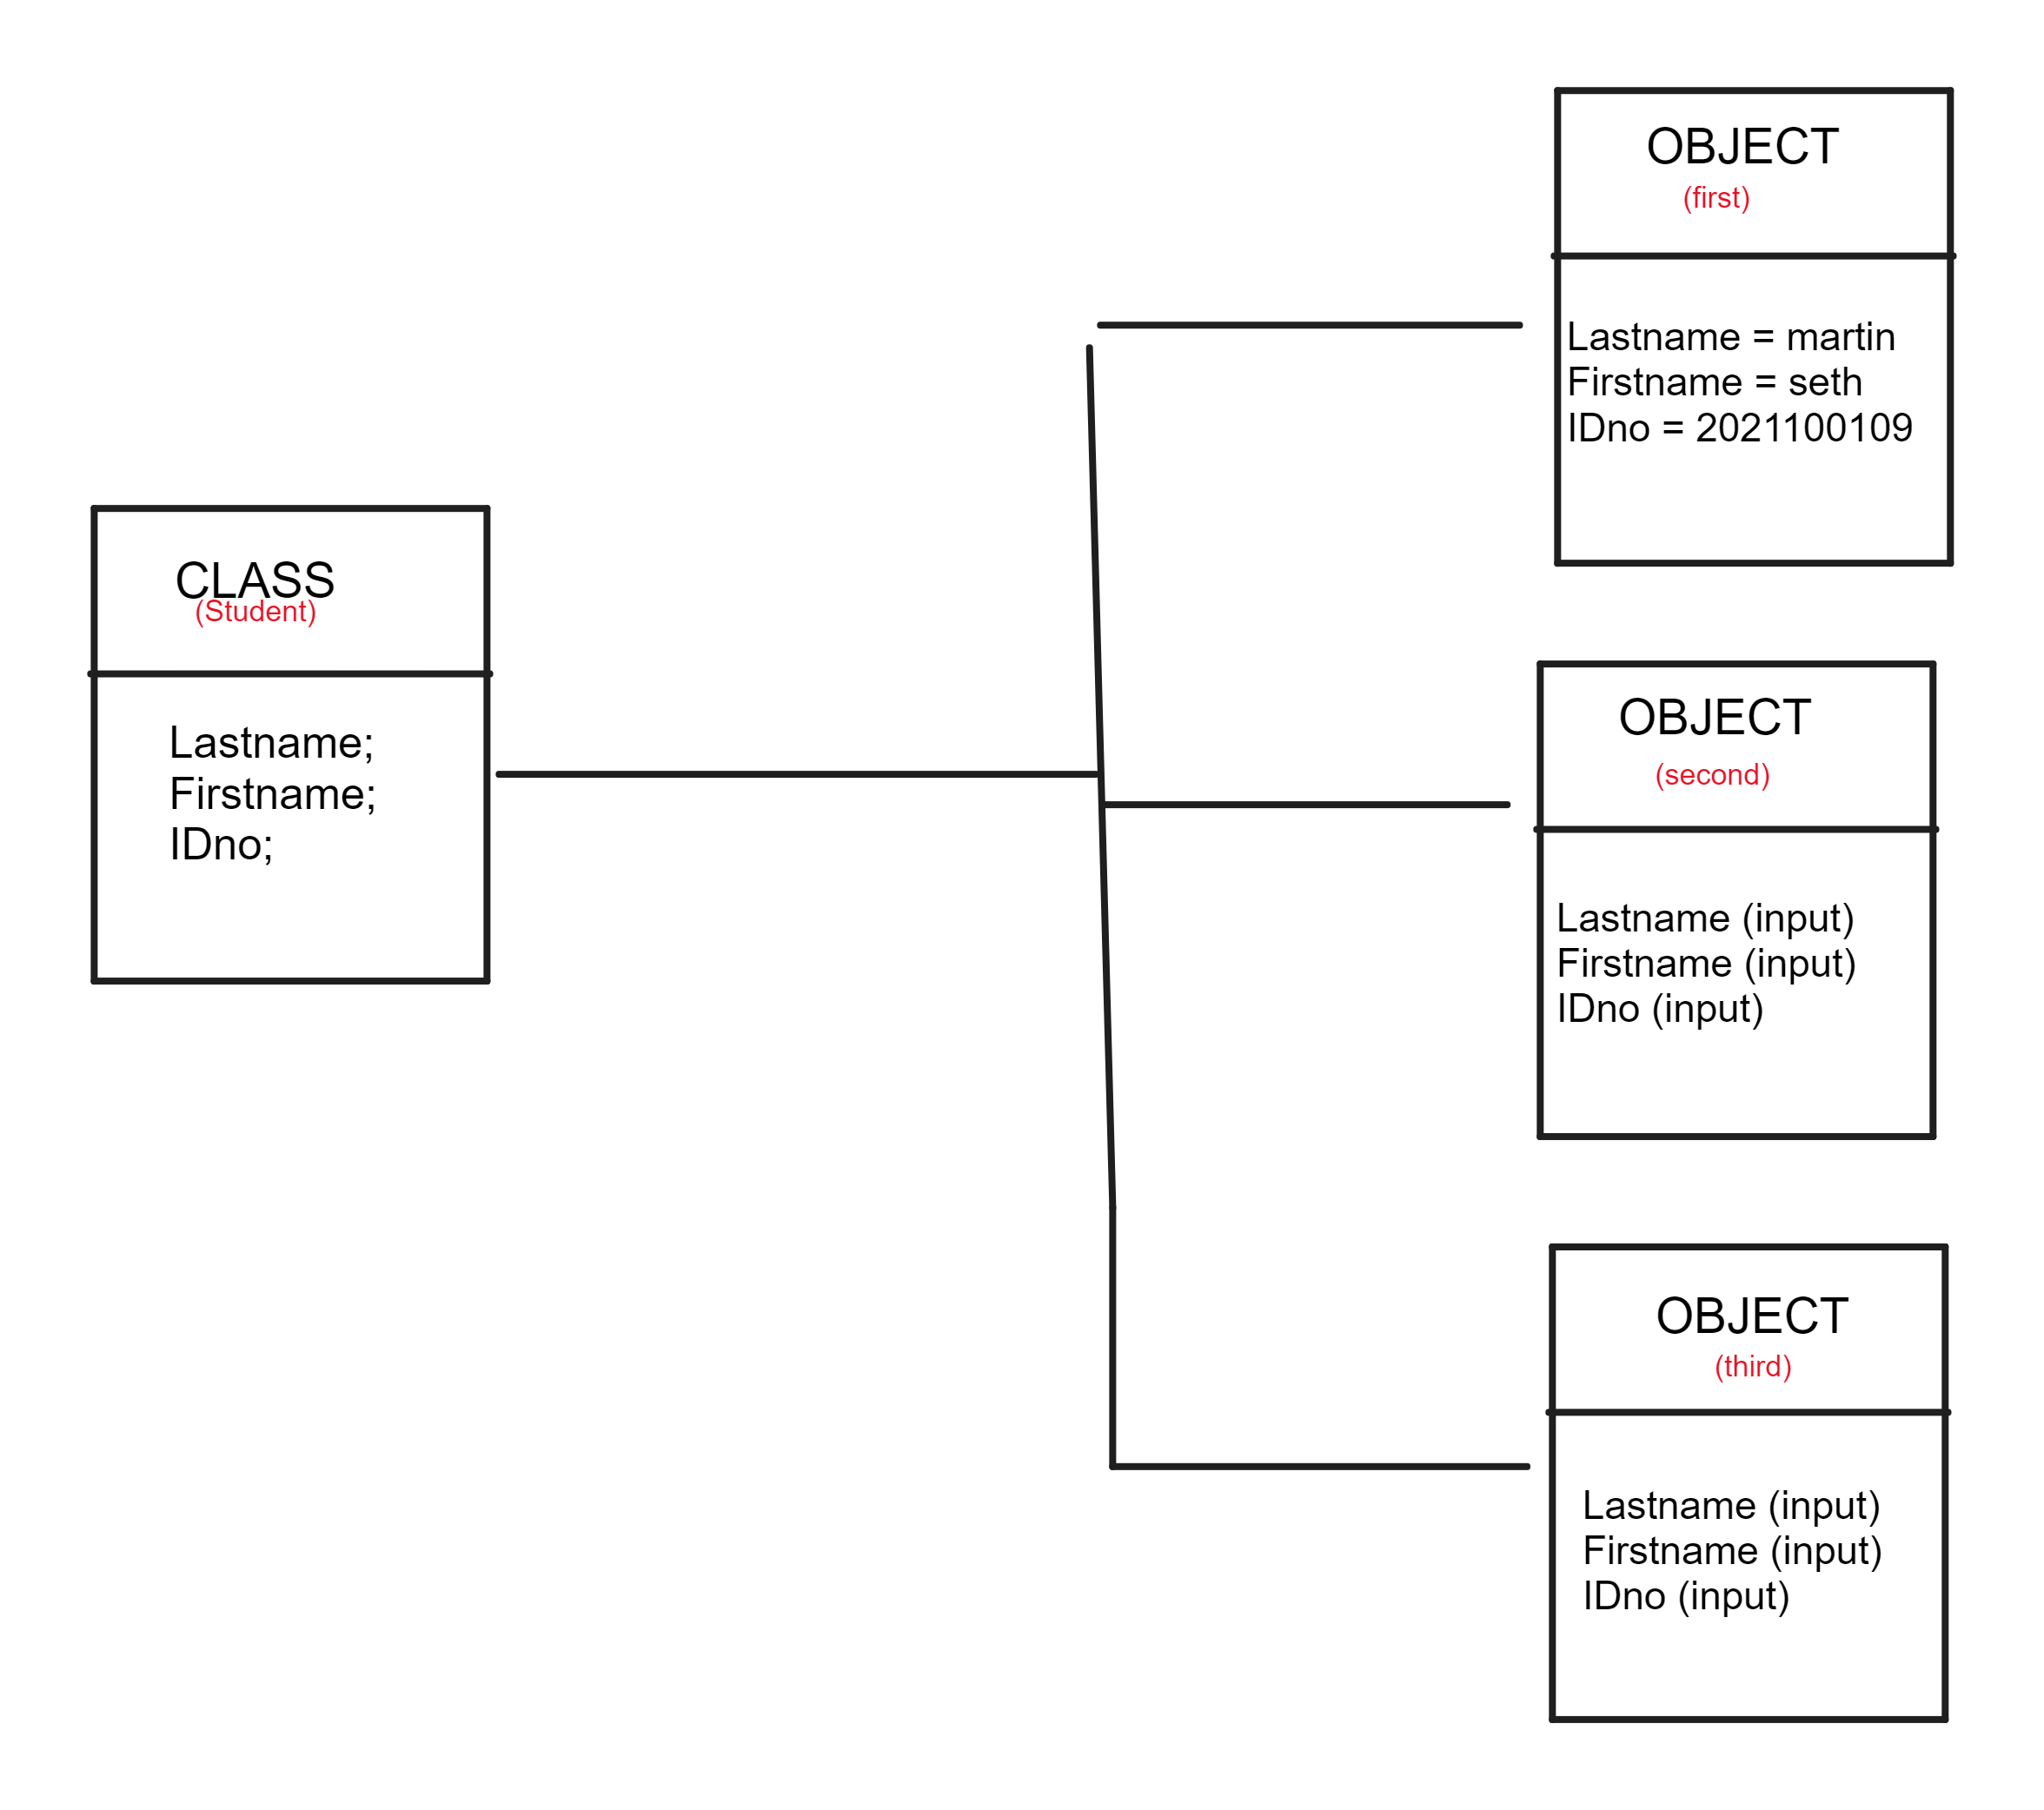 CLASS
(Student)
Lastname;
Firstname;
IDno;
OBJECT
(first)
Lastname = martin
Firstname = seth
IDno = 2021100109
OBJECT
(second)
Lastname (input)
Firstname (input)
IDno (input)
OBJECT
(third)
Lastname (input)
Firstname (input)
IDno (input)